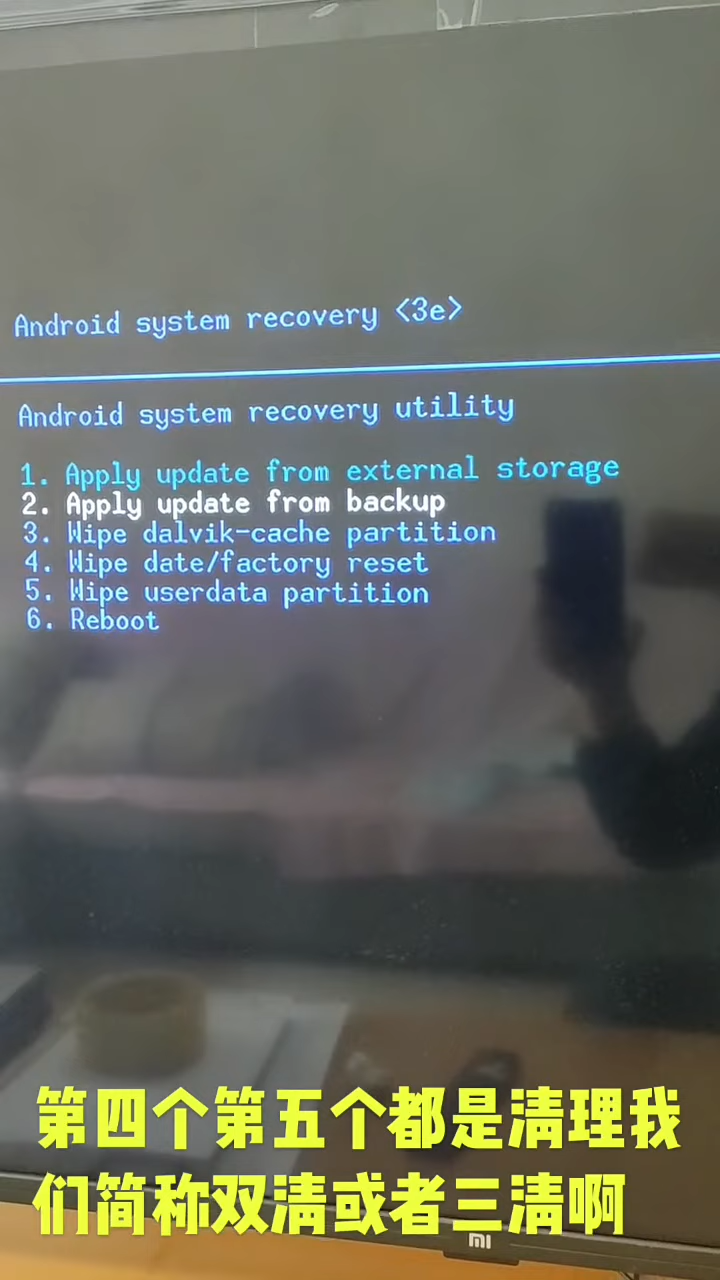 Android system recovery <3e>
Android system recovery utility
1. Apply update from external storage
2. Apply update from backup
3. Wipe dalvik-cache partition
4. Wipe date/factory reset
5. Wipe userdata partition
6. Reboot
第四个第五个都是清理我
们简称双清或者三清啊
mi